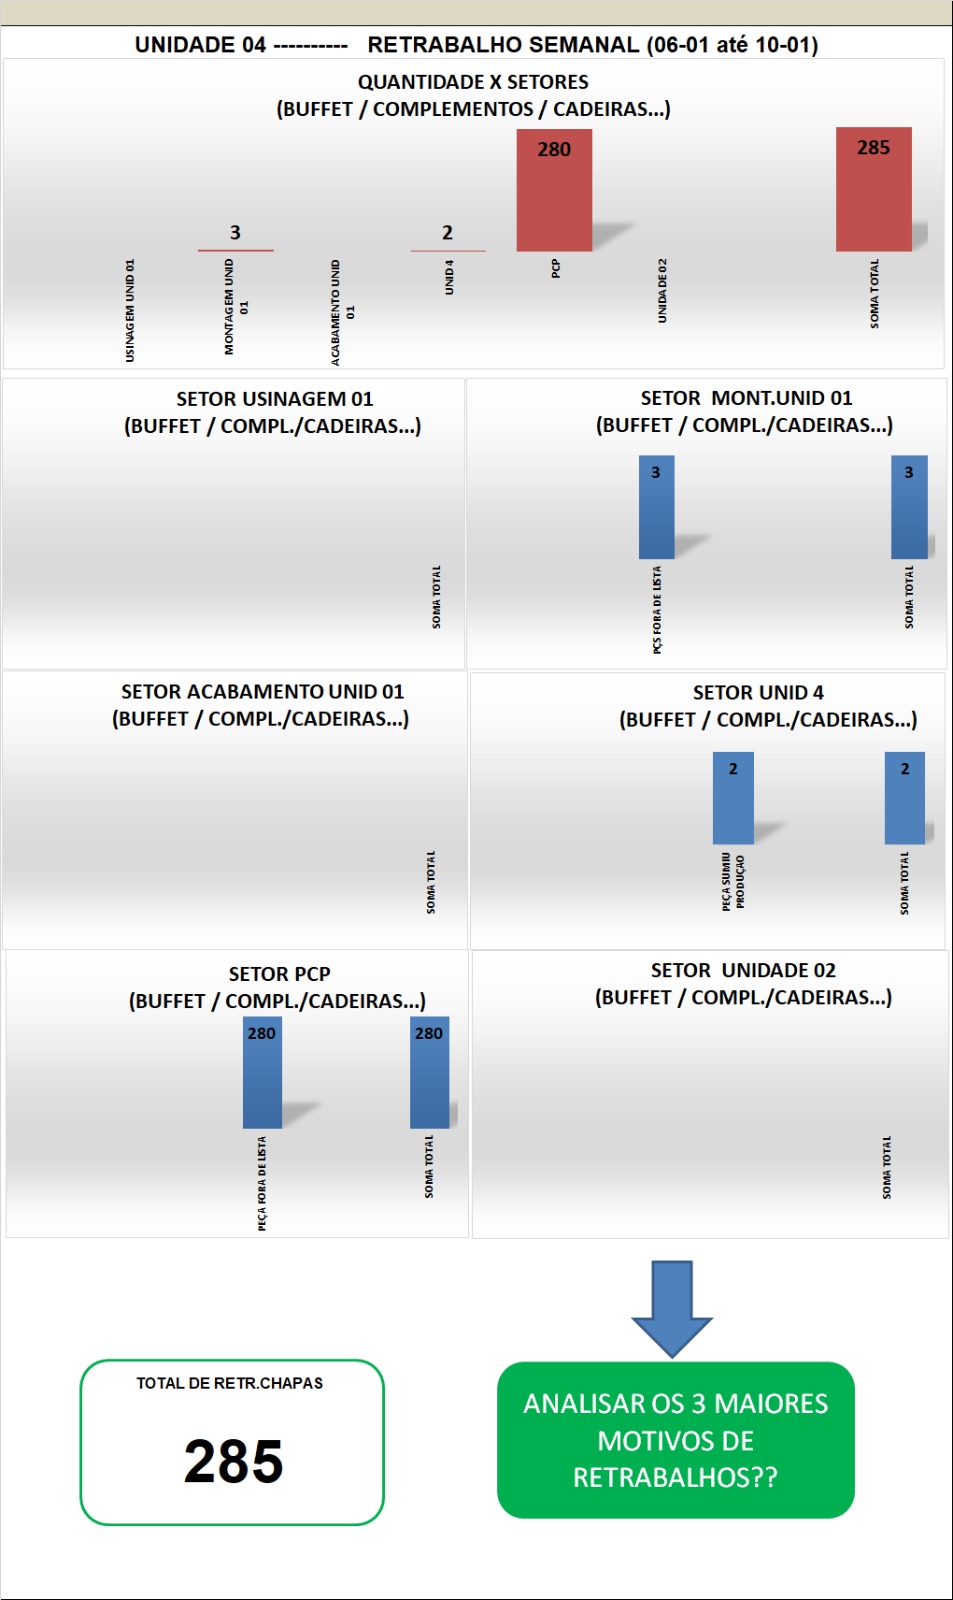 UNIDADE 04 ---------- RETRABALHO SEMANAL (06-01 até 10-01)
QUANTIDADE X SETORES
(BUFFET / COMPLEMENTOS / CADEIRAS...)
3
2
280
285
USINAGEM UNID 01
MONTAGEM UNID
01
ACABAMENTO UNID
01
UNID 4
PCP
UNIDADE 02
SOMA TOTAL
SETOR USINAGEM 01
(BUFFET / COMPL./CADEIRAS...)
SOMA TOTAL
SETOR MONT.UNID 01
(BUFFET / COMPL./CADEIRAS...)
3
3
PÇS FORA DE LISTA
SOMA TOTAL
SETOR ACABAMENTO UNID 01
(BUFFET / COMPL./CADEIRAS...)
SOMA TOTAL
SETOR UNID 4
(BUFFET / COMPL./CADEIRAS...)
2
2
PEÇA SUMIU
PRODUÇAO
SOMA TOTAL
SETOR PCP
(BUFFET / COMPL./CADEIRAS...)
280
280
PEÇA FORA DE LISTA
SOMA TOTAL
SETOR UNIDADE 02
(BUFFET / COMPL./CADEIRAS...)
SOMA TOTAL
TOTAL DE RETR.CHAPAS
285
ANALISAR OS 3 MAIORES
MOTIVOS DE
RETRABALHOS??